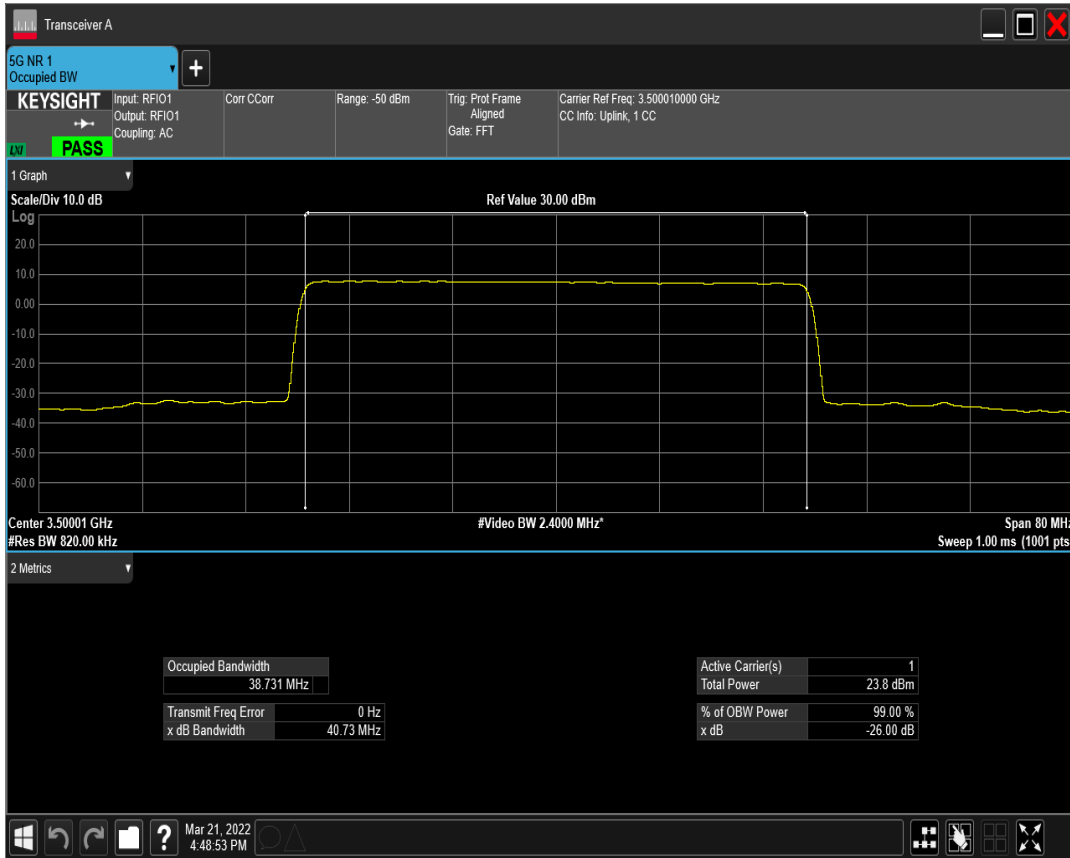 Transceiver A
5G NR 1
Occupied BW
+
KEYSIGHT
LXI
PASS
Input: RFIO1
Output: RFIO1
Coupling: AC
Corr CCorr
Range: -50 dBm
Trig: Prot Frame
Aligned
Gate: FFT
Carrier Ref Freq: 3.500010000 GHz
CC Info: Uplink, 1 CC
1 Graph
Scale/Div 10.0 dB
Ref Value 30.00 dBm
Log
20.0
10.0
0.00
-10.0
-20.0
-30.0
-40.0
-50.0
-60.0
Center 3.50001 GHz
#Video BW 2.4000 MHz*
Span 80 MHz
#Res BW 820.00 kHz
Sweep 1.00 ms (1001 pts
2 Metrics
Occupied Bandwidth
38.731 MHz
Transmit Freq Error 0 Hz
x dB Bandwidth 40.73 MHz
Active Carrier(s) 1
Total Power 23.8 dBm
% of OBW Power 99.00 %
x dB -26.00 dB
?
Mar 21, 2022
4:48:53 PM